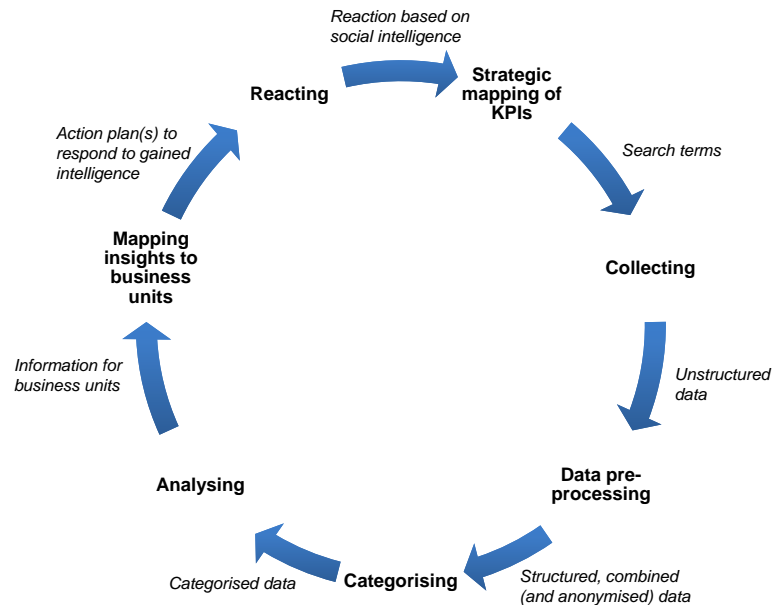 Reaction based on
social intelligence
Strategic
mapping of
KPIs
Search terms
Collecting
Unstructured
data
Data pre-
processing
Structured, combined
(and anonymised) data
Categorising
Categorised data
Analysing
Information for
business units
Mapping
insights to
business
units
Action plan(s) to
respond to gained
intelligence
Reacting